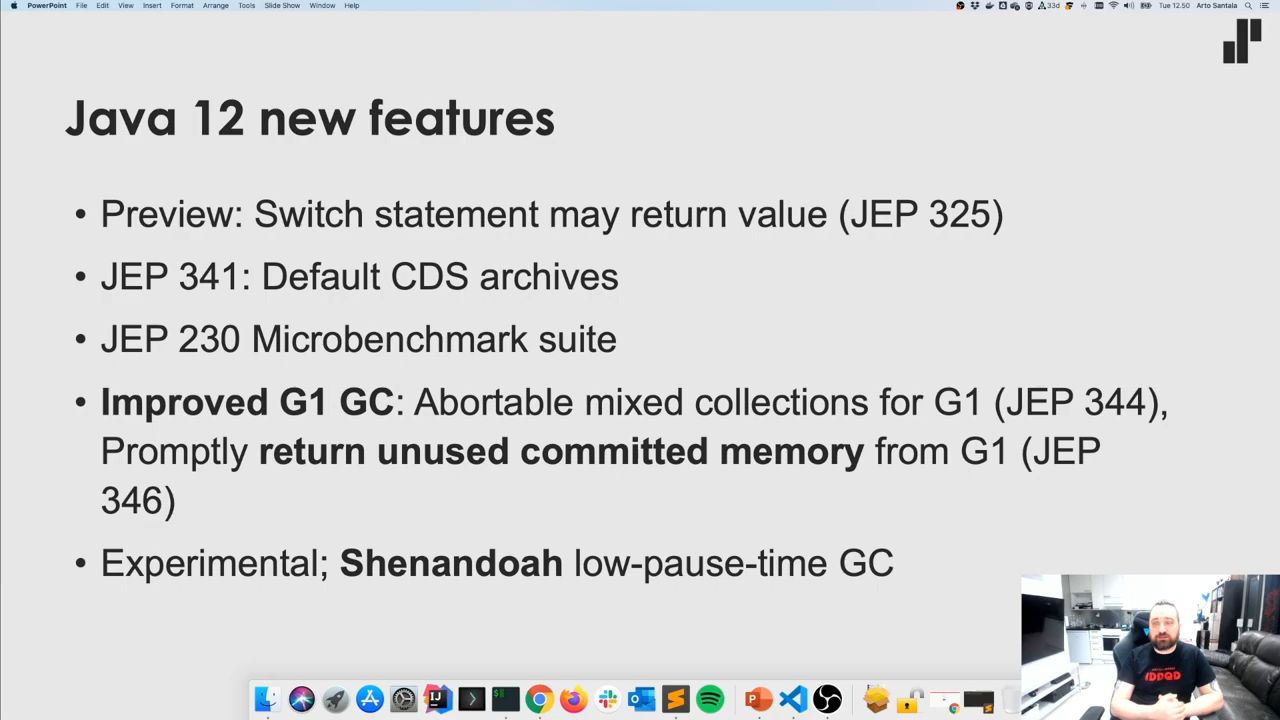 PowerPoint File Edit View Insert Format Arrange Tools Slide Show Window Help 33d Tue 12.50 Arto Santala
Java 12 new features
• Preview: Switch statement may return value (JEP 325)
• JEP 341: Default CDS archives
• JEP 230 Microbenchmark suite
• Improved G1 GC: Abortable mixed collections for G1 (JEP 344),
Promptly return unused committed memory from G1 (JEP
346)
• Experimental; Shenandoah low-pause-time GC
IDDQD